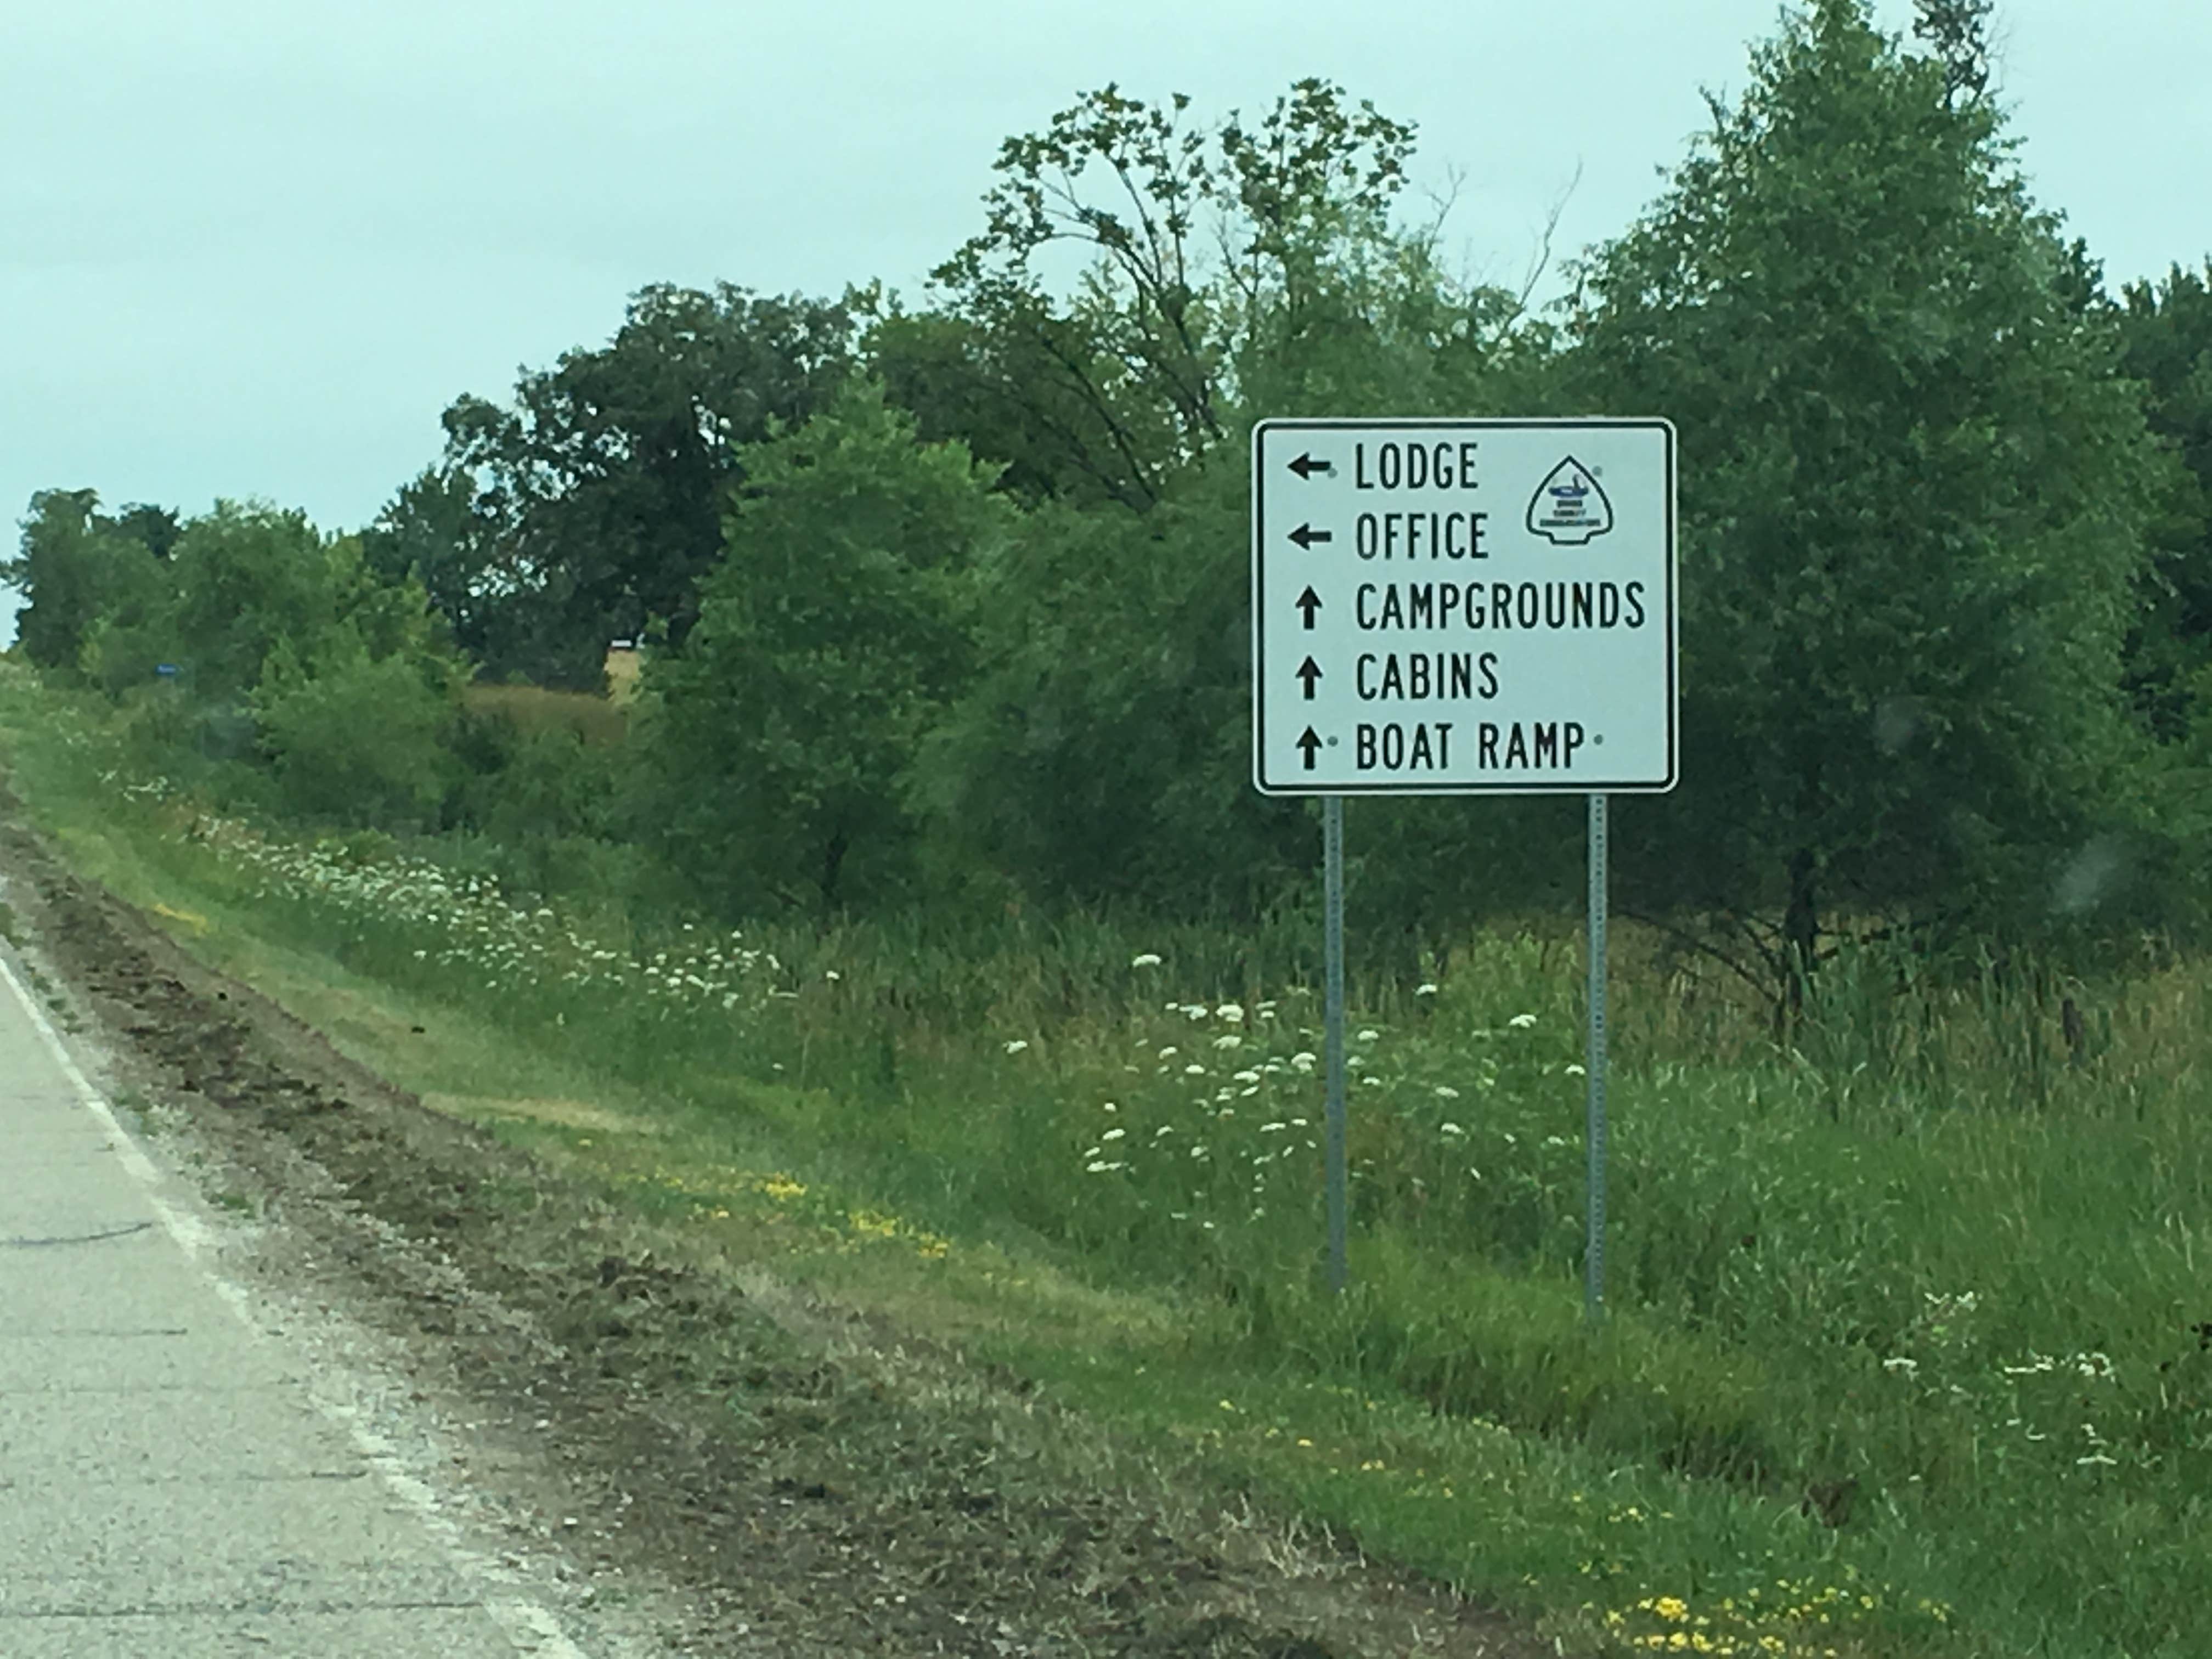 LODGE
OFFICE
CAMPGROUNDS
CABINS
BOAT RAMP